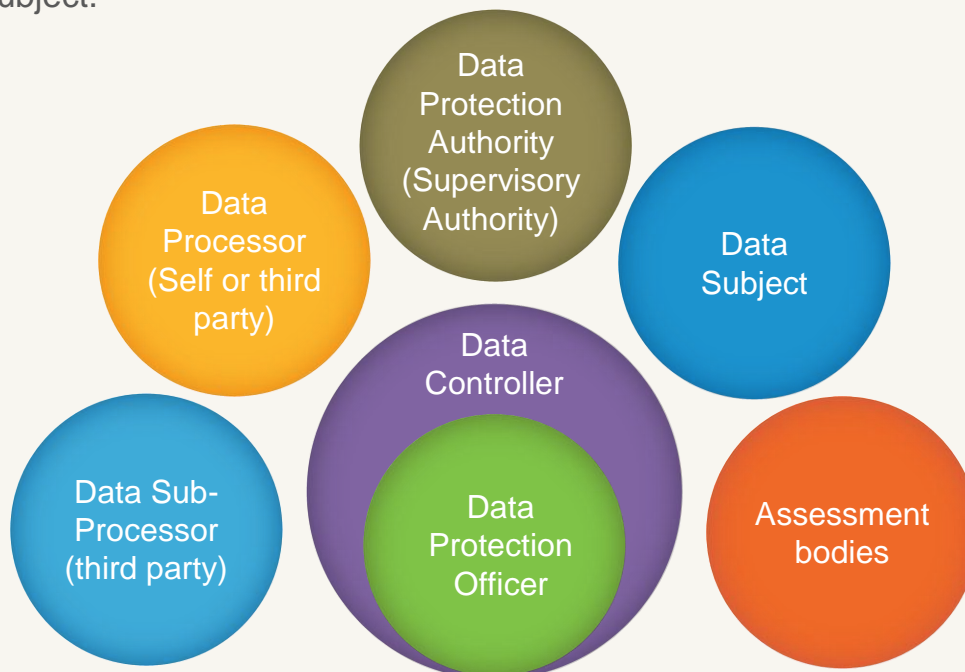 ubject.
Data
Protection
Authority
(Supervisory
Authority)
Data
Processor
(Self or third
party)
Data
Subject
Data
Controller
Data Sub-
Processor
(third party)
Data
Protection
Officer
Assessment
bodies